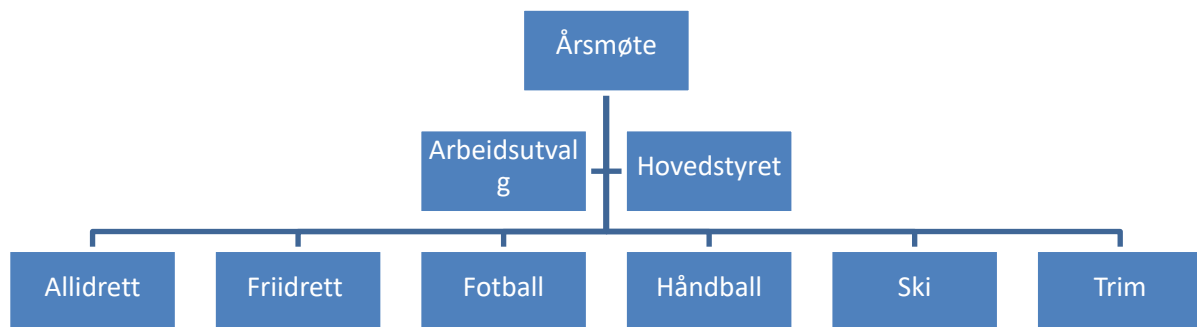 Årsmøte
Arbeidsutval
g
Hovedstyret
Allidrett
Friidrett
Fotball
Håndball
Ski
Trim